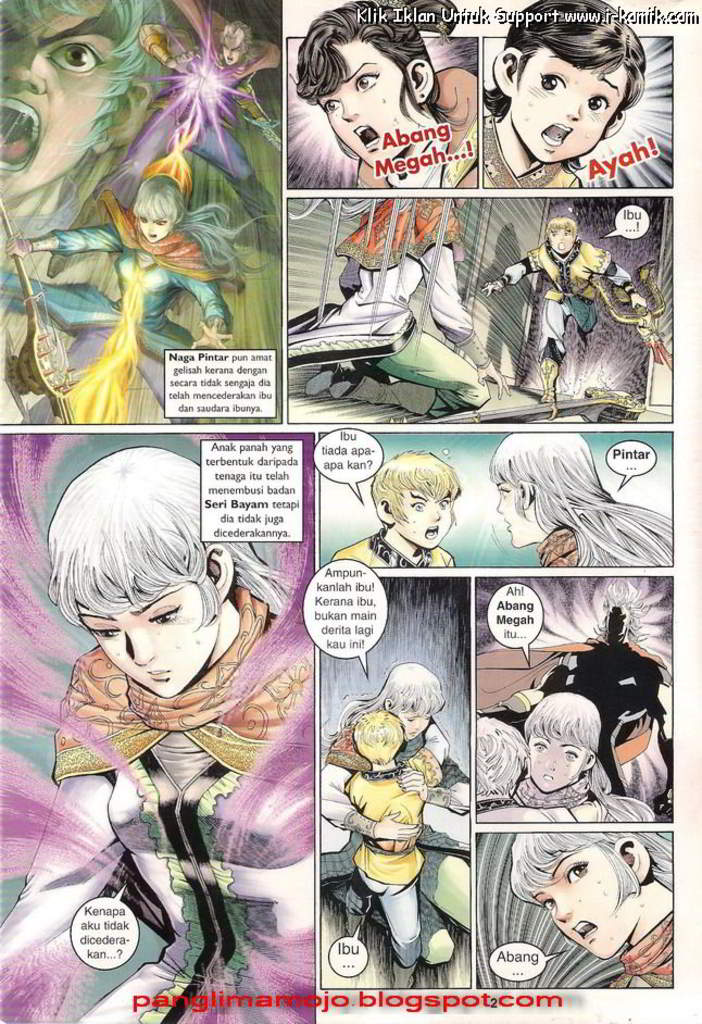 Klik Iklan Untuk Support www.i-komik.com
Abang
Megah...!
Ayah!
Naga Pintar pun amat
gelisah kerana dengan
secara tidak sengaja dia
telah mencederakan ibu
dan saudara ibunya.
Ibu
...!
Anak panah yang
terbentuk daripada
tenaga itu telah
menembusi badan
Seri Bayam tetapi
dia tidak juga
dicederakannya.
Kenapa
aku tidak
dicedera-
kan...?
Ibu
tiada apa-
apa kan?
Pintar
...
Ampun-
kanlah ibu!
Kerana ibu,
bukan main
derita lagi
kau ini!
Ibu
...
Ah!
Abang
Megah
itu...
Abang
...
panglimamojo.blogspot.com
2